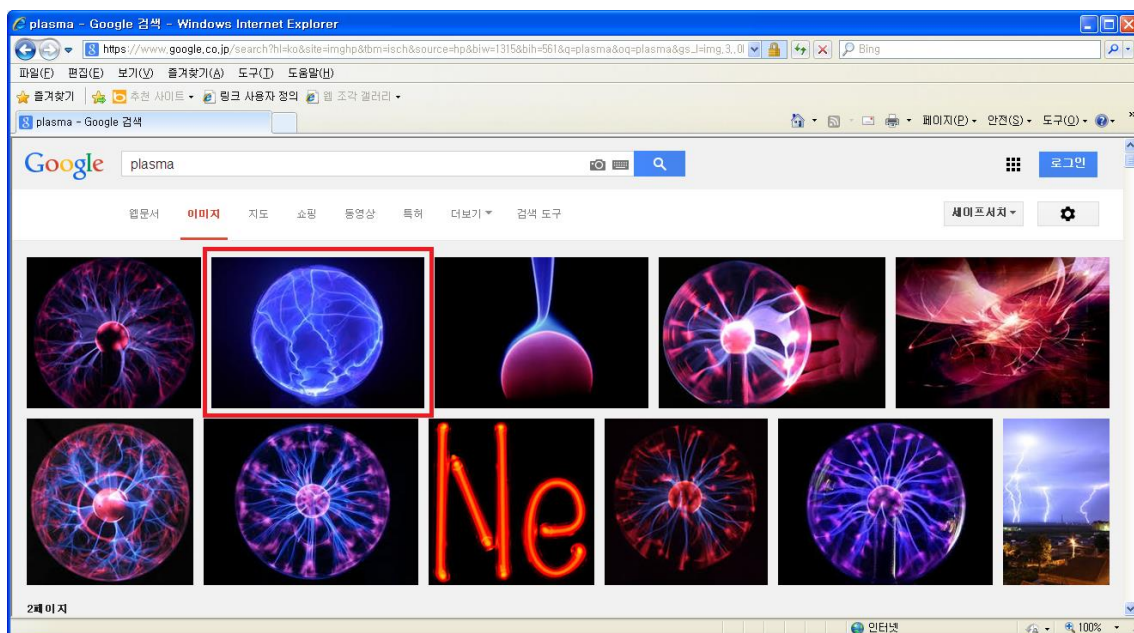 plasma - Google 검색 - Windows Internet Explorer
https://www.google.co.jp/search?hl=ko&site=imghp&tbm=isch&source=hp&biw=1315&bih=561&q=plasma&oq=plasma&gs_l=img,3,,0l Bing
파일(F) 편집(E) 보기(V) 즐겨찾기(A) 도구(T) 도움말(H)
즐겨찾기 추천 사이트 링크 사용자 정의 웹 조각 갤러리
plasma - Google 검색 페이지(P) 안전(S) 도구(O) »
Google plasma 로그인
웹문서 이미지 지도 쇼핑 동영상 특허 더보기 검색 도구 세이프서치
Ne
2페이지
인터넷 100%